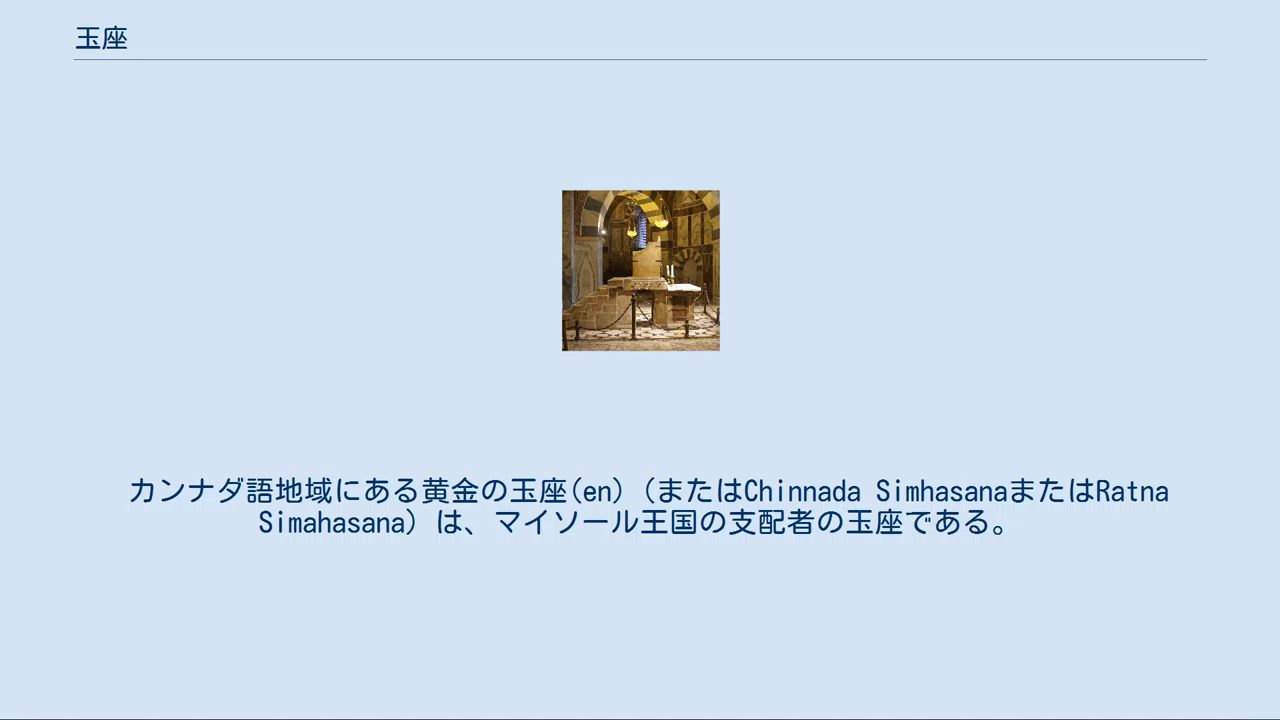 玉座
カンナダ語地域にある黄金の玉座(en)（またはChinnada SimhasanaまたはRatna
Simahasana）は、マイソール王国の支配者の玉座である。